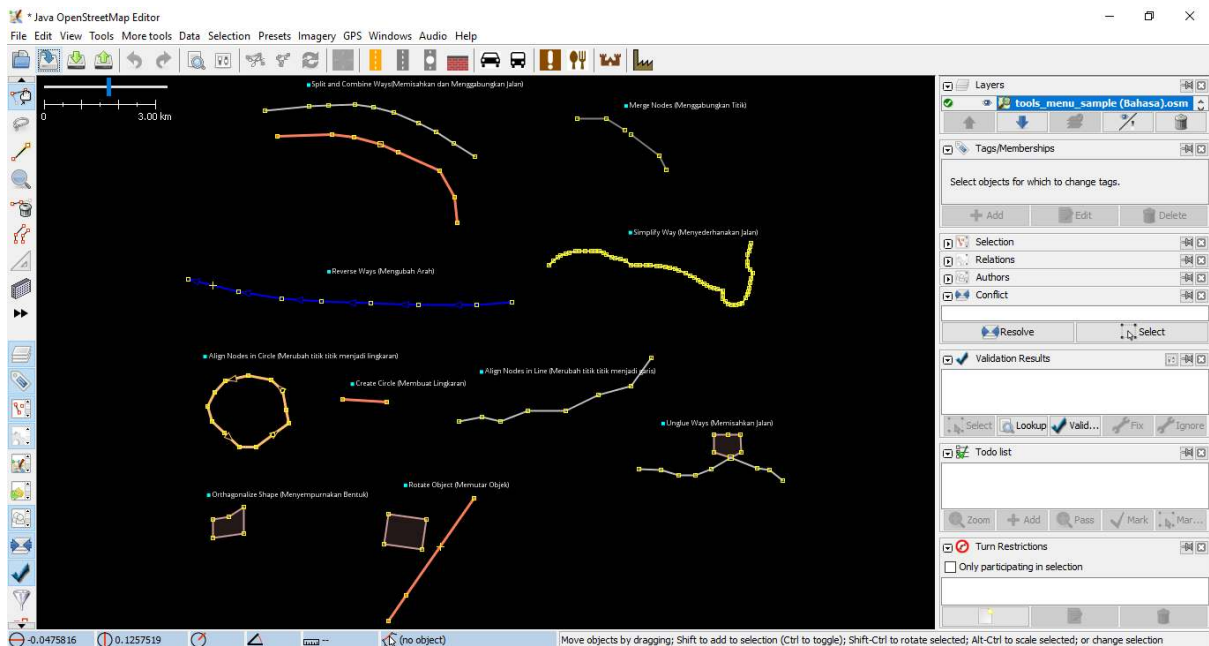 * Java OpenStreetMap Editor
File Edit View Tools More tools Data Selection Presets Imagery GPS Windows Audio Help
0 3.00 km
Split and Combine Ways(Memisahkan dan Menggabungkan Jalan)
Merge Nodes (Menggabungkan Titik)
Simplify Way (Menyederhanakan Jalan)
Reverse Ways (Mengubah Arah)
Align Nodes in Circle (Merubah titik titik menjadi lingkaran)
Create Circle (Membuat Lingkaran)
Align Nodes in Line (Merubah titik titik menjadi garis)
Unglue Ways (Memisahkan Jalan)
Orthagonalize Shape (Menyempurnakan Bentuk)
Rotate Object (Memutar Objek)
Layers
tools_menu_sample (Bahasa).osm
Tags/Memberships
Select objects for which to change tags.
Add Edit Delete
Selection
Relations
Authors
Conflict
Resolve Select
Validation Results
Select Lookup Valid... Fix Ignore
Todo list
Zoom Add Pass Mark Mar...
Turn Restrictions
Only participating in selection
-0.0475816 0.1257519 -- (no object) Move objects by dragging; Shift to add to selection (Ctrl to toggle); Shift-Ctrl to rotate selected; Alt-Ctrl to scale selected; or change selection